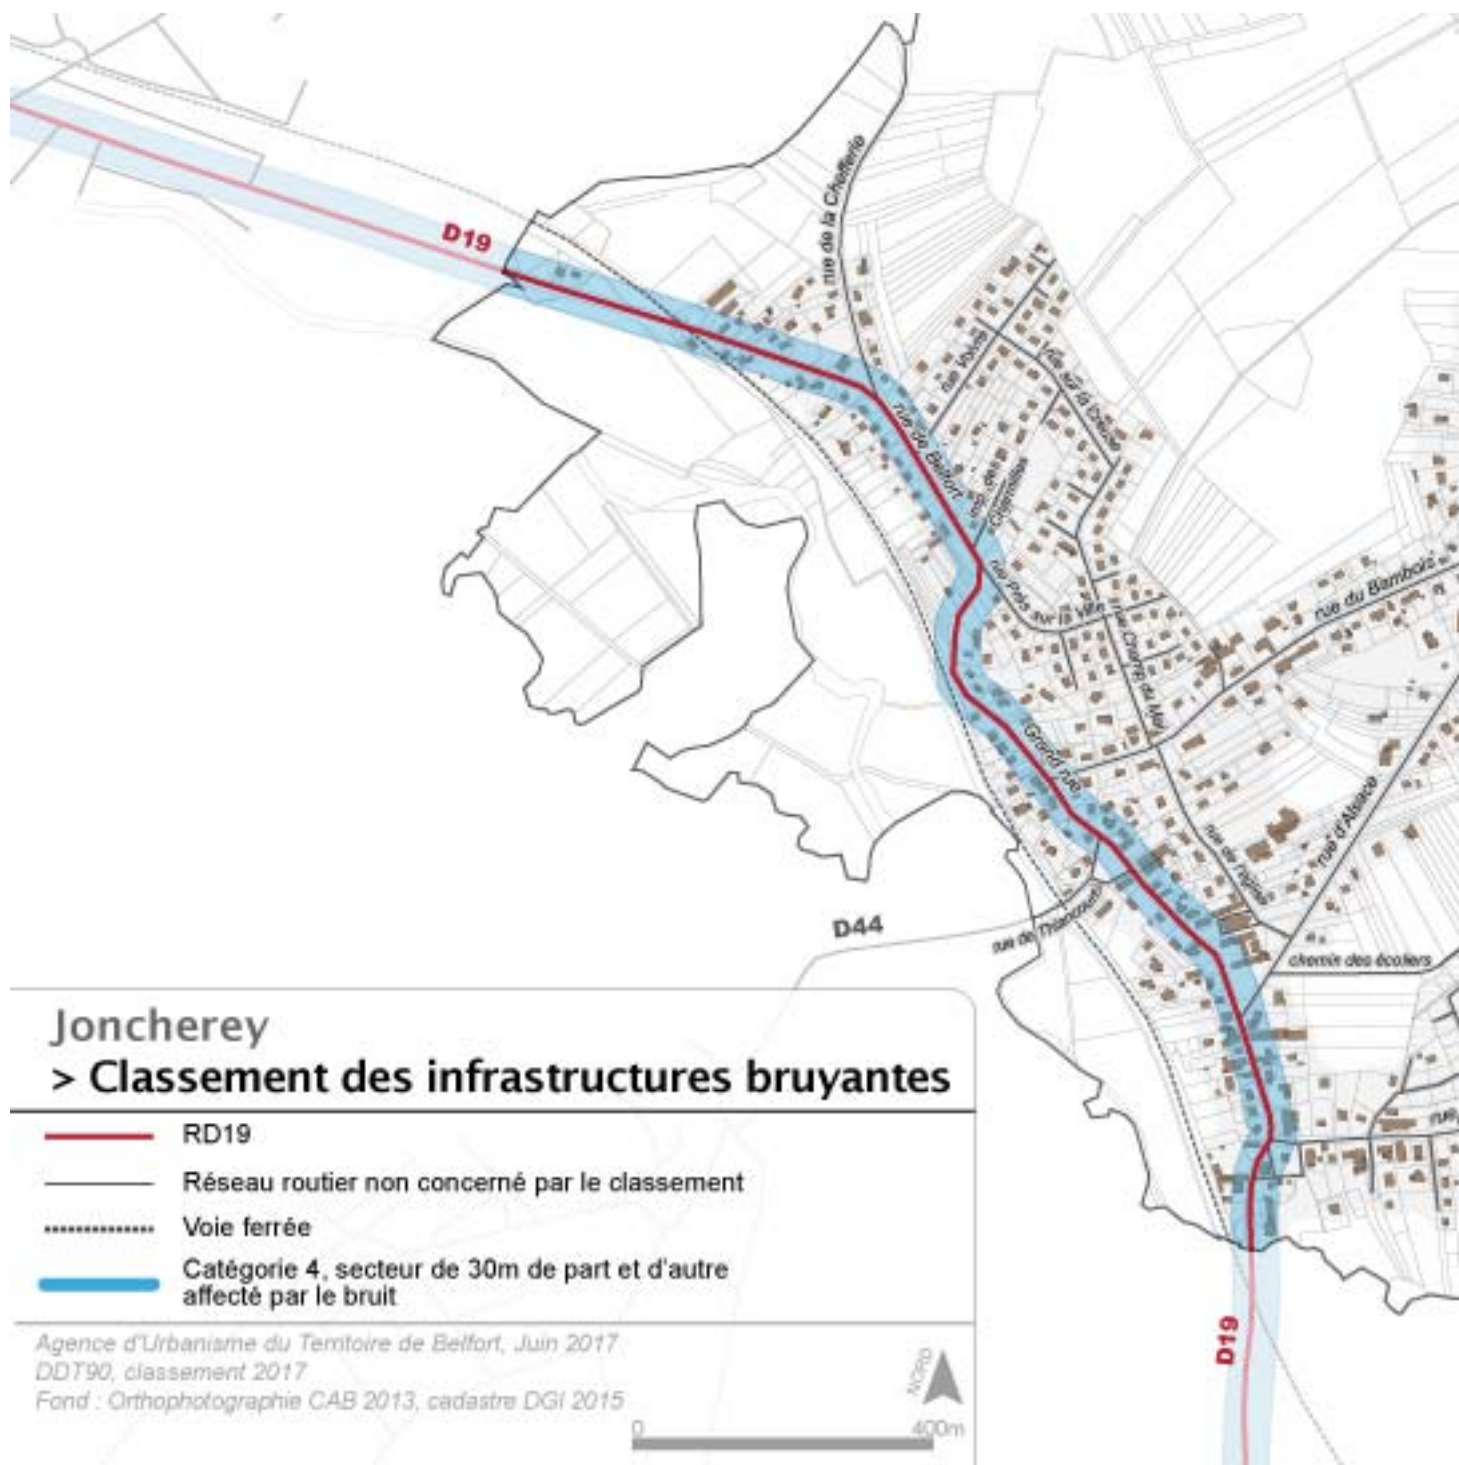 D19
rue de la Chefferie
rue Voivre
rue sur la Creuse
rue de Belfort
imp. des
Charmilles
rue Prés sur la Ville
rue Champ du Mol
rue du Bambois
Grand rue
rue d'Alsace
rue de l'église
D44
rue de Thiancourt
chemin des écoliers
rue
D19
Joncherey
> Classement des infrastructures bruyantes
RD19
Réseau routier non concerné par le classement
Voie ferrée
Catégorie 4, secteur de 30m de part et d'autre
affecté par le bruit
Agence d'Urbanisme du Territoire de Belfort, Juin 2017
DDT90, classement 2017
Fond : Orthophotographie CAB 2013, cadastre DGI 2015
NORD
0 400m